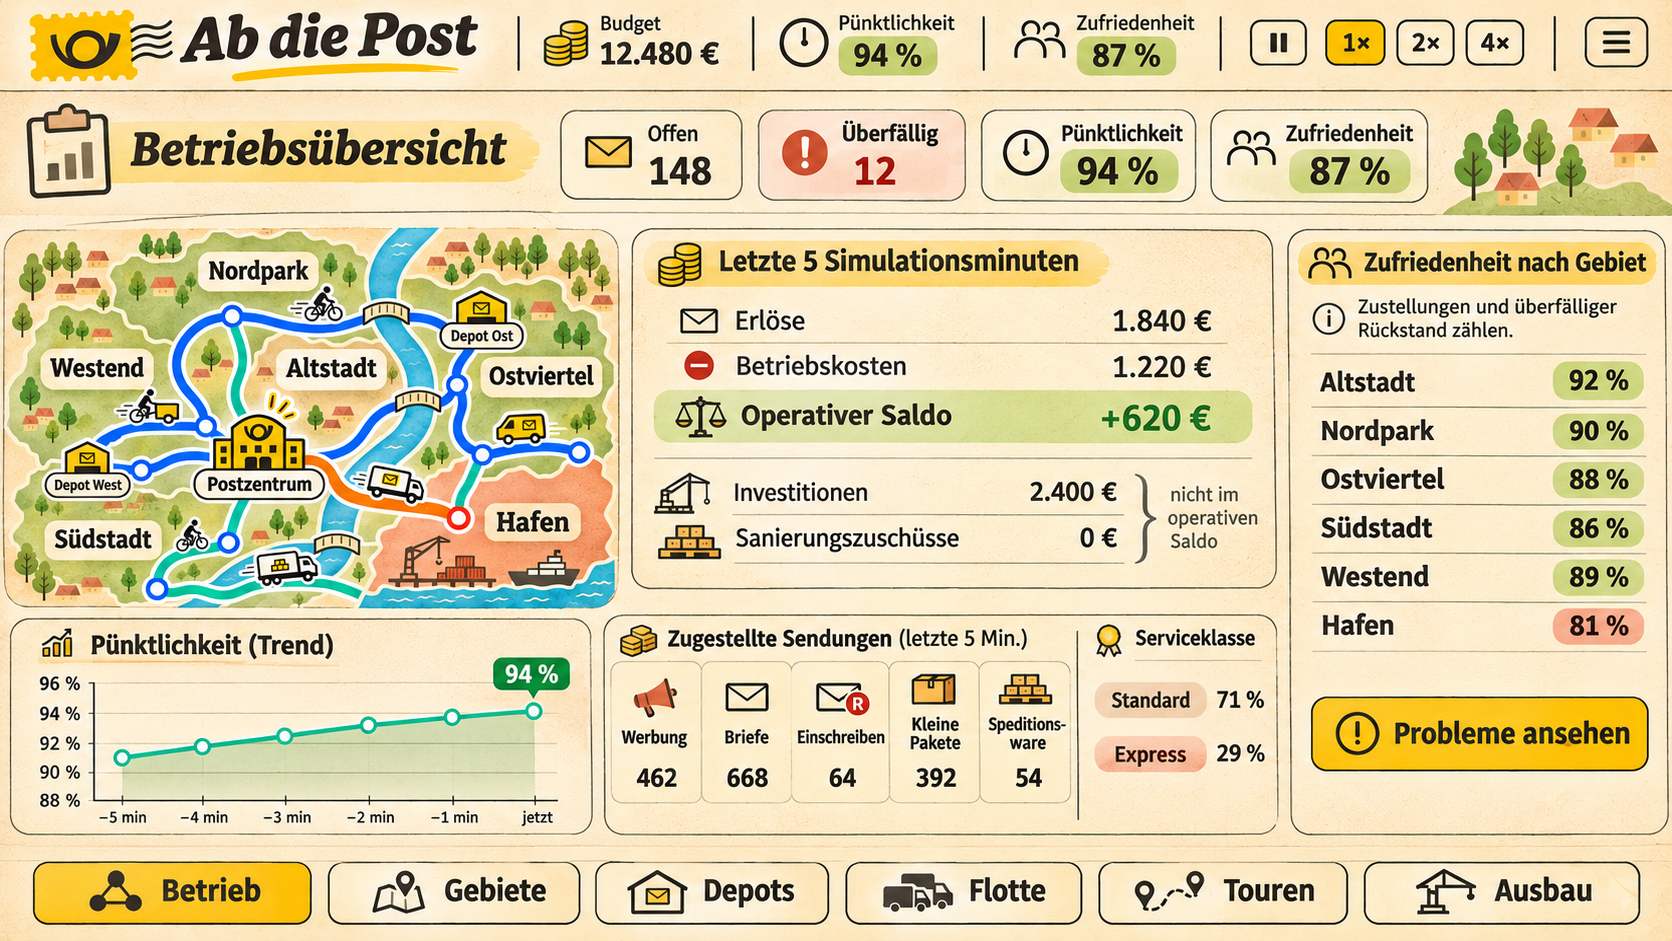 Ab die Post
Budget
12.480 €
Pünktlichkeit
94 %
Zufriedenheit
87 %
1×
2×
4×
Betriebsübersicht
Offen
148
Überfällig
12
Pünktlichkeit
94 %
Zufriedenheit
87 %
Nordpark
Depot Ost
Westend
Altstadt
Ostviertel
Depot West
Postzentrum
Südstadt
Hafen
Letzte 5 Simulationsminuten
Erlöse 1.840 €
Betriebskosten 1.220 €
Operativer Saldo +620 €
Investitionen 2.400 €
Sanierungszuschüsse 0 €
nicht im
operativen
Saldo
Zufriedenheit nach Gebiet
Zustellungen und überfälliger
Rückstand zählen.
Altstadt 92 %
Nordpark 90 %
Ostviertel 88 %
Südstadt 86 %
Westend 89 %
Hafen 81 %
Probleme ansehen
Pünktlichkeit (Trend)
94 %
96 %
94 %
92 %
90 %
88 %
−5 min −4 min −3 min −2 min −1 min jetzt
Zugestellte Sendungen (letzte 5 Min.)
Werbung
462
Briefe
668
R
Einschreiben
64
Kleine
Pakete
392
Speditions-
ware
54
Serviceklasse
Standard 71 %
Express 29 %
Betrieb
Gebiete
Depots
Flotte
Touren
Ausbau